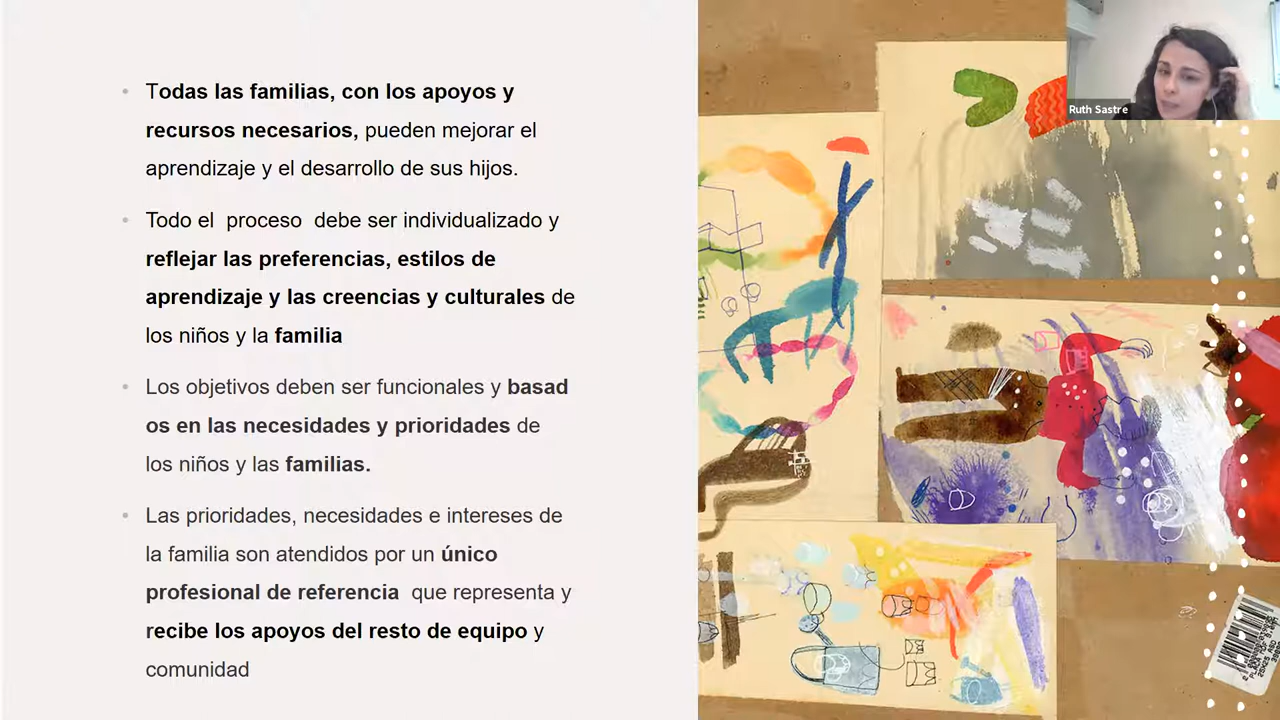 Todas las familias, con los apoyos y
recursos necesarios, pueden mejorar el
aprendizaje y el desarrollo de sus hijos.
Todo el proceso debe ser individualizado y
reflejar las preferencias, estilos de
aprendizaje y las creencias y culturales de
los niños y la familia
Los objetivos deben ser funcionales y basad
os en las necesidades y prioridades de
los niños y las familias.
Las prioridades, necesidades e intereses de
la familia son atendidos por un único
profesional de referencia que representa y
recibe los apoyos del resto de equipo y
comunidad
Ruth Sastre